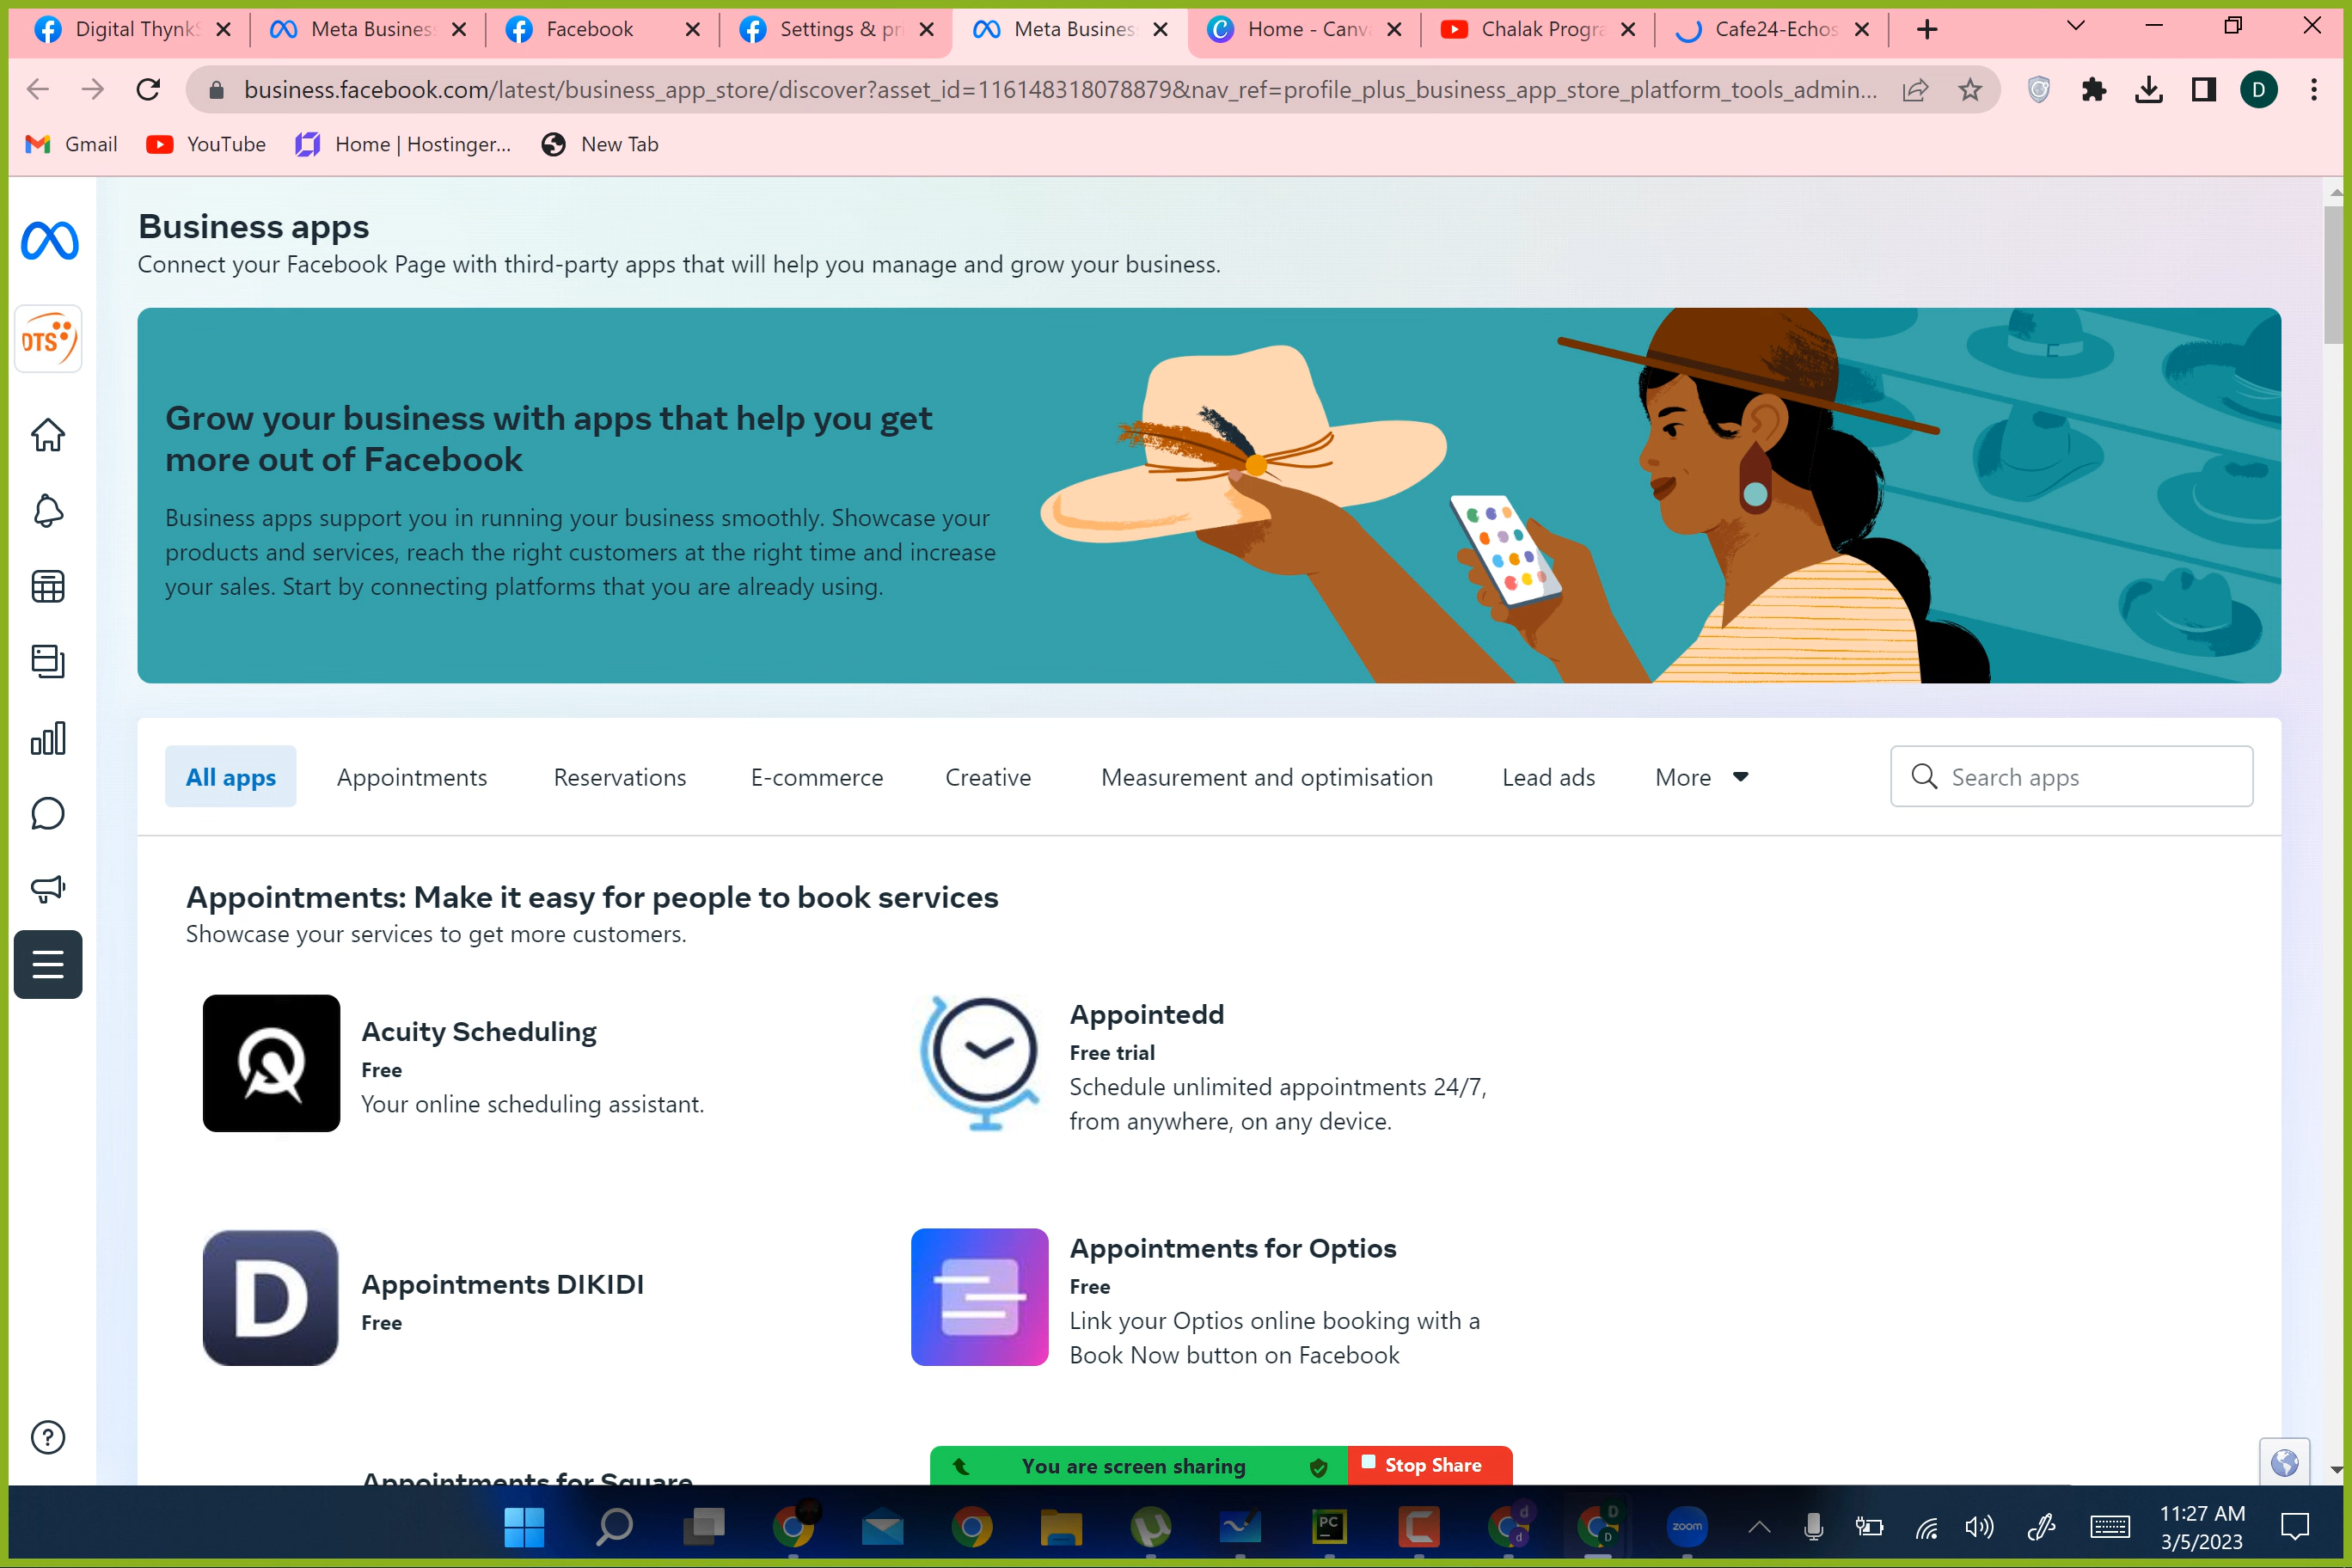 Digital Thynk
Meta Busines
Facebook
Settings & pr
Meta Busines
Home - Canv
Chalak Progra
Cafe24-Echos
business.facebook.com/latest/business_app_store/discover?asset_id=116148318078879&nav_ref=profile_plus_business_app_store_platform_tools_admin...
D
Gmail
YouTube
Home | Hostinger...
New Tab
DTS
Business apps
Connect your Facebook Page with third-party apps that will help you manage and grow your business.
Grow your business with apps that help you get
more out of Facebook
Business apps support you in running your business smoothly. Showcase your
products and services, reach the right customers at the right time and increase
your sales. Start by connecting platforms that you are already using.
All apps
Appointments
Reservations
E-commerce
Creative
Measurement and optimisation
Lead ads
More
Search apps
Appointments: Make it easy for people to book services
Showcase your services to get more customers.
Acuity Scheduling
Free
Your online scheduling assistant.
Appointedd
Free trial
Schedule unlimited appointments 24/7,
from anywhere, on any device.
D
Appointments DIKIDI
Free
Appointments for Optios
Free
Link your Optios online booking with a
Book Now button on Facebook
Appointments for Square
You are screen sharing
Stop Share
PC
d
d
D
D
zoom
11:27 AM
3/5/2023